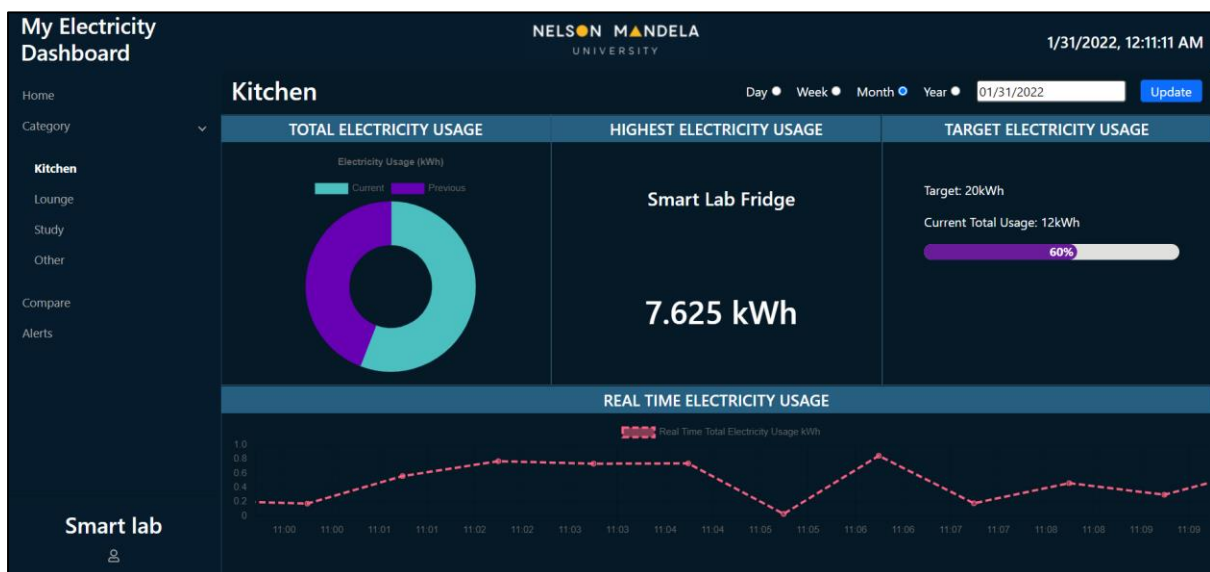 My Electricity
Dashboard
NELSON MANDELA
UNIVERSITY
1/31/2022, 12:11:11 AM
Home
Category
Kitchen
Lounge
Study
Other
Compare
Alerts
Smart lab
Kitchen
Day Week Month Year 01/31/2022 Update
TOTAL ELECTRICITY USAGE
Electricity Usage (kWh)
Current Previous
HIGHEST ELECTRICITY USAGE
Smart Lab Fridge
7.625 kWh
TARGET ELECTRICITY USAGE
Target: 20kWh
Current Total Usage: 12kWh
60%
REAL TIME ELECTRICITY USAGE
Real Time Total Electricity Usage kWh
1.0
0.8
0.6
0.4
0.2
0
11:00 11:00 11:01 11:01 11:02 11:02 11:03 11:03 11:04 11:04 11:05 11:05 11:06 11:06 11:07 11:07 11:08 11:08 11:09 11:09